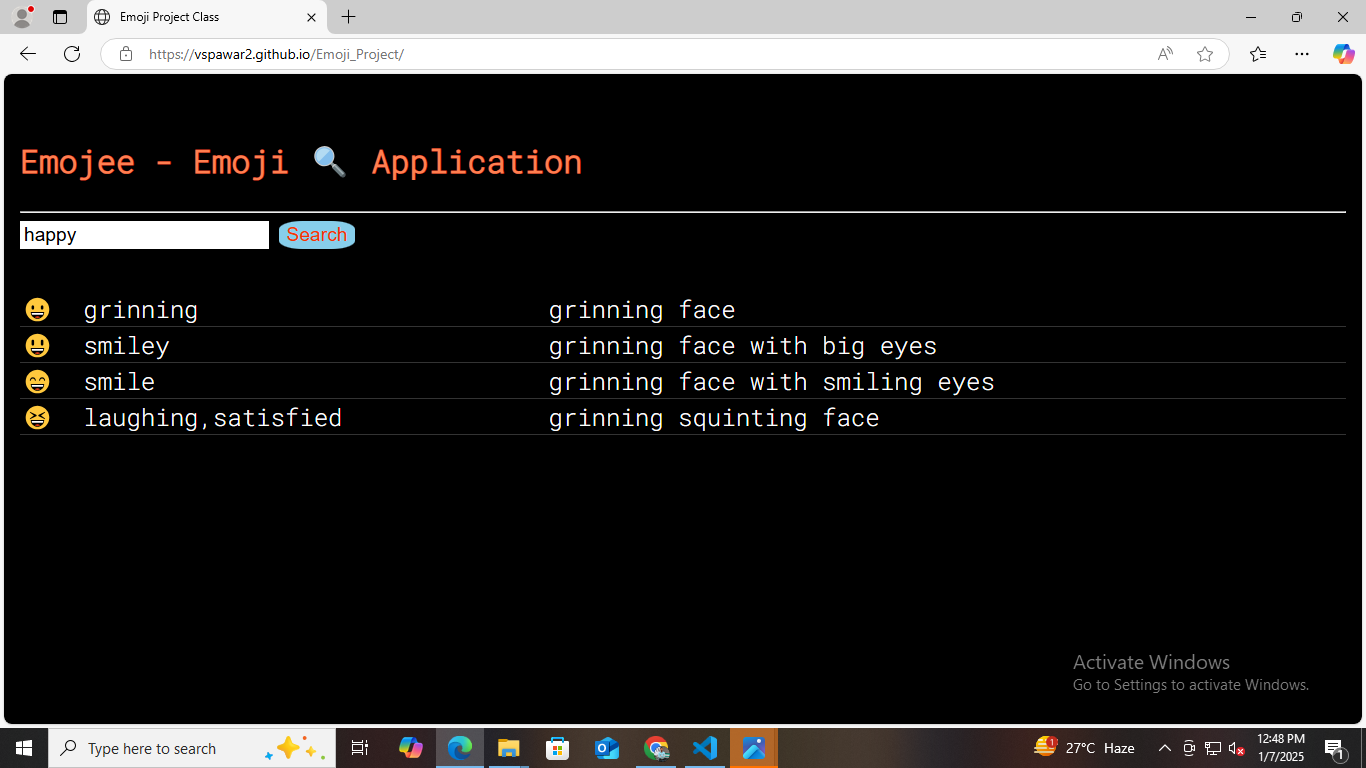 Emoji Project Class
https://vspawar2.github.io/Emoji_Project/
Emojee - Emoji 🔍 Application
happy Search
😀 grinning grinning face
😃 smiley grinning face with big eyes
😄 smile grinning face with smiling eyes
😆 laughing,satisfied grinning squinting face
Activate Windows
Go to Settings to activate Windows.
Type here to search
1
27°C Haze
12:48 PM
1/7/2025
1